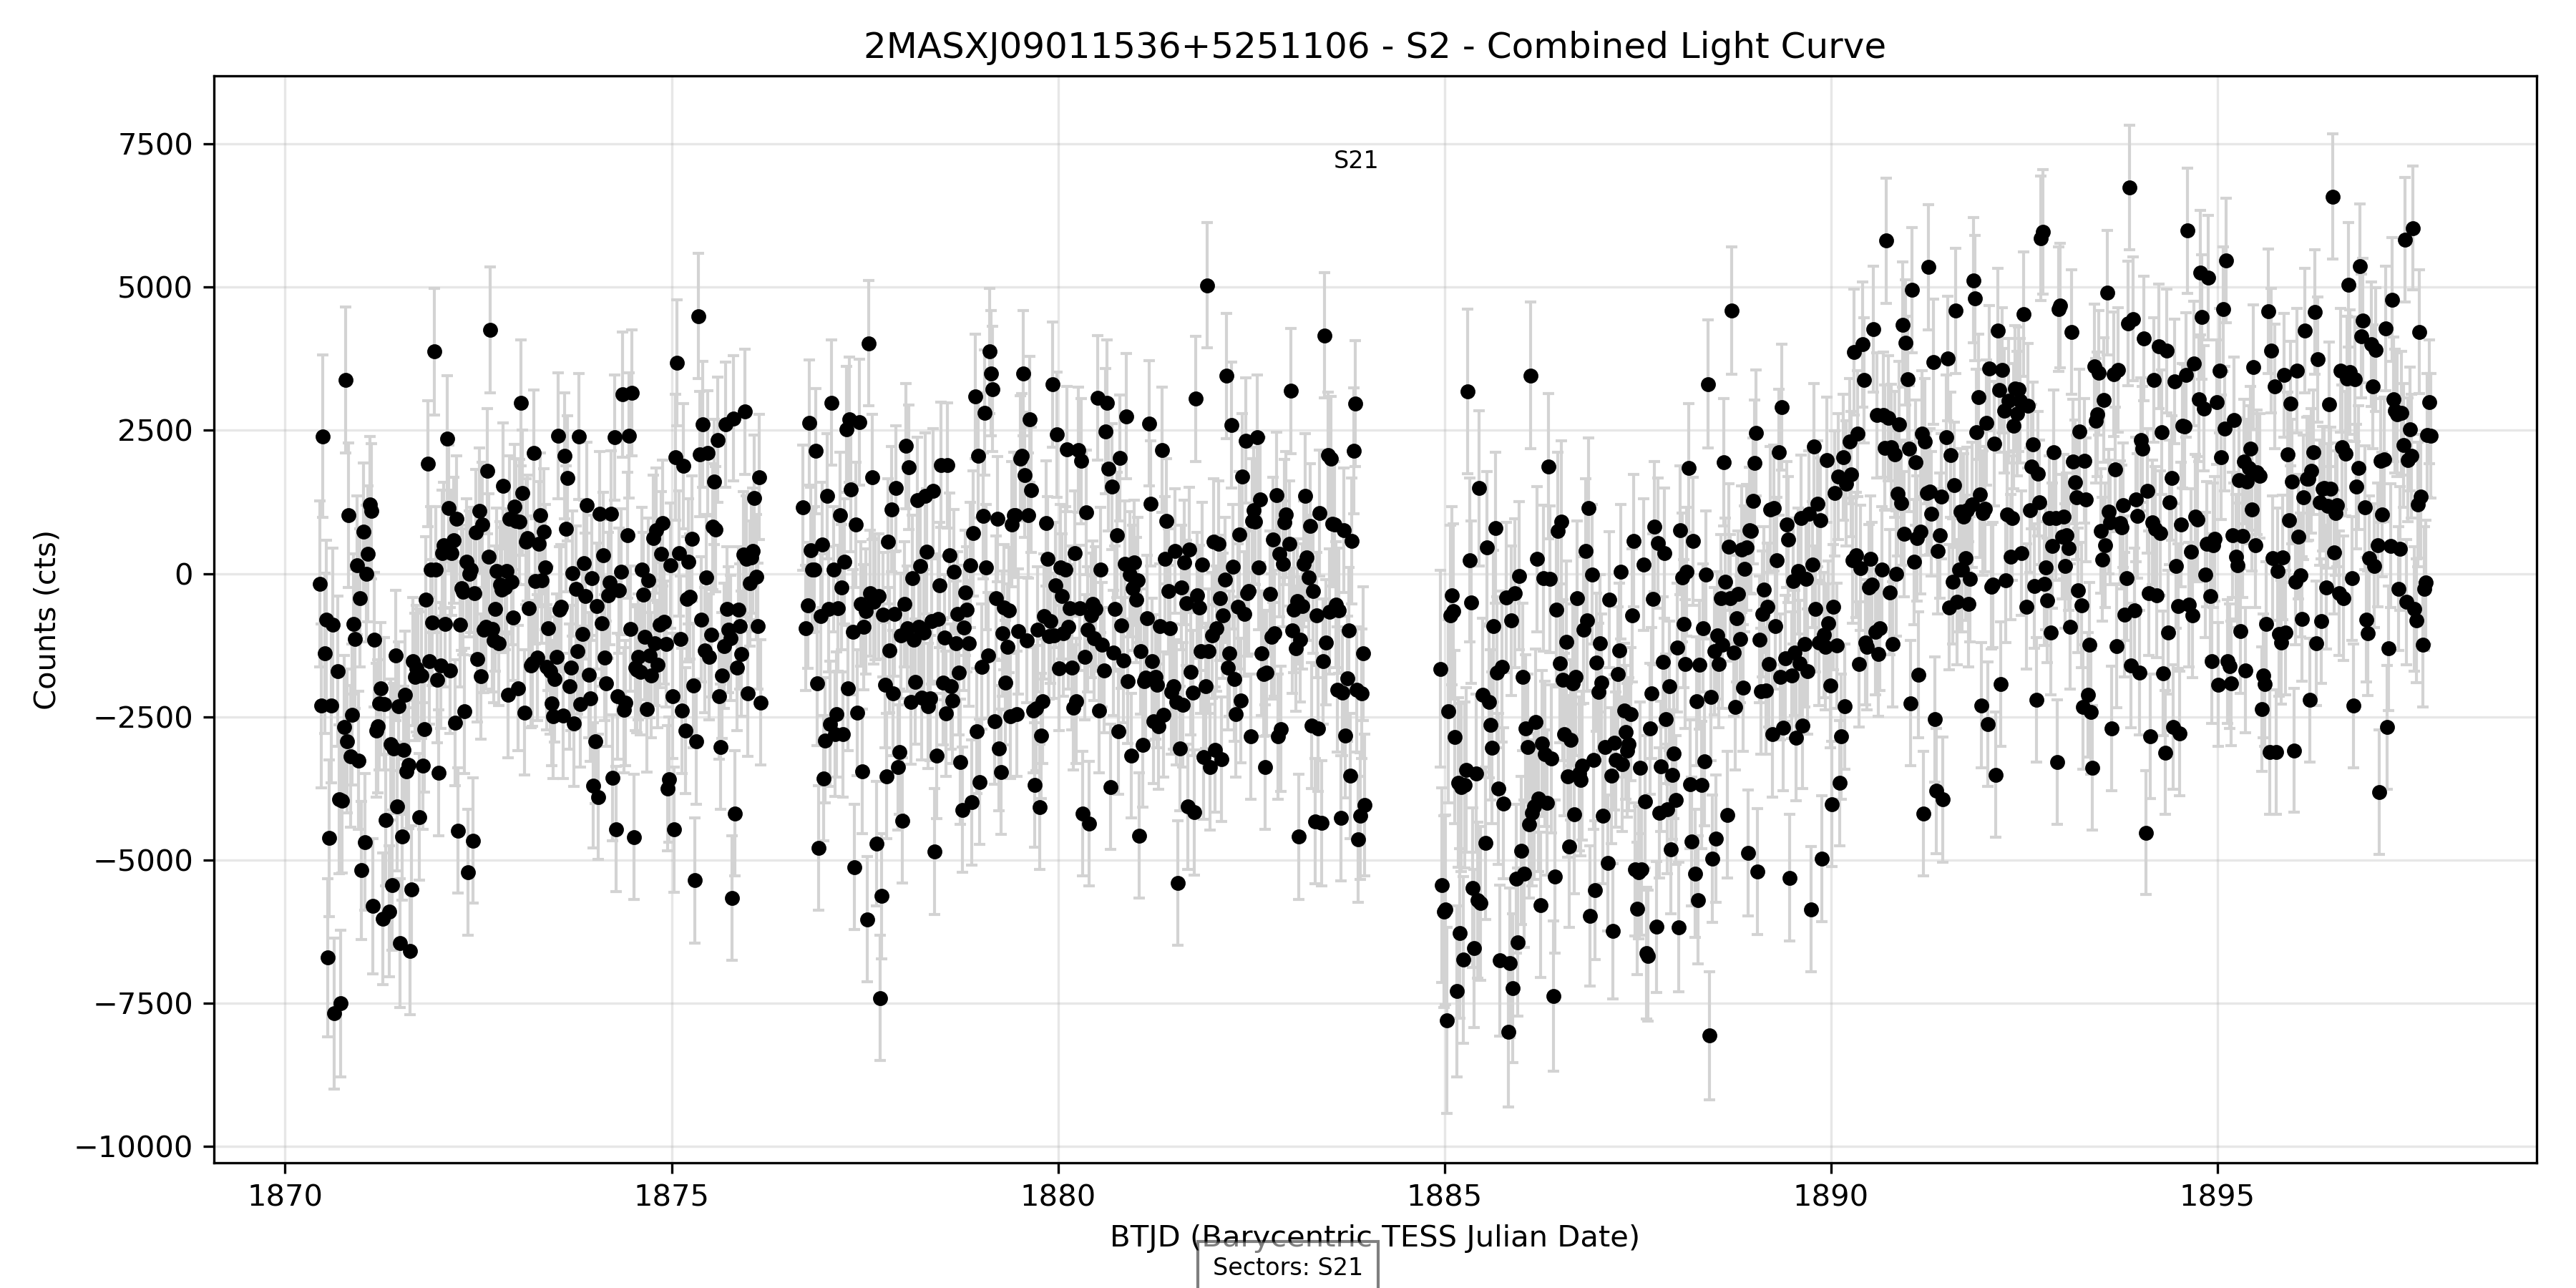 2MASXJ09011536+5251106 - S2 - Combined Light Curve
7500
S21
5000
2500
0
−2500
−5000
−7500
−10000
Counts (cts)
1870 1875 1880 1885 1890 1895
BTJD (Barycentric TESS Julian Date)
Sectors: S21